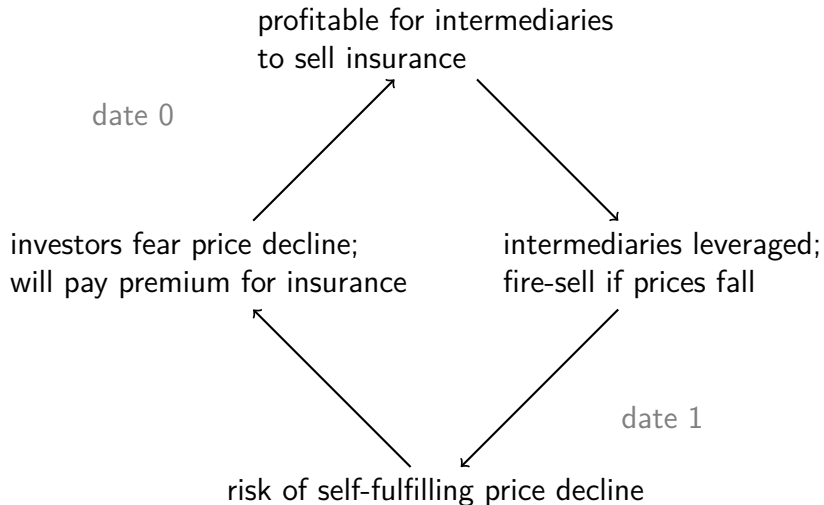 profitable for intermediaries
to sell insurance
date 0
investors fear price decline;
will pay premium for insurance
intermediaries leveraged;
fire-sell if prices fall
date 1
risk of self-fulfilling price decline